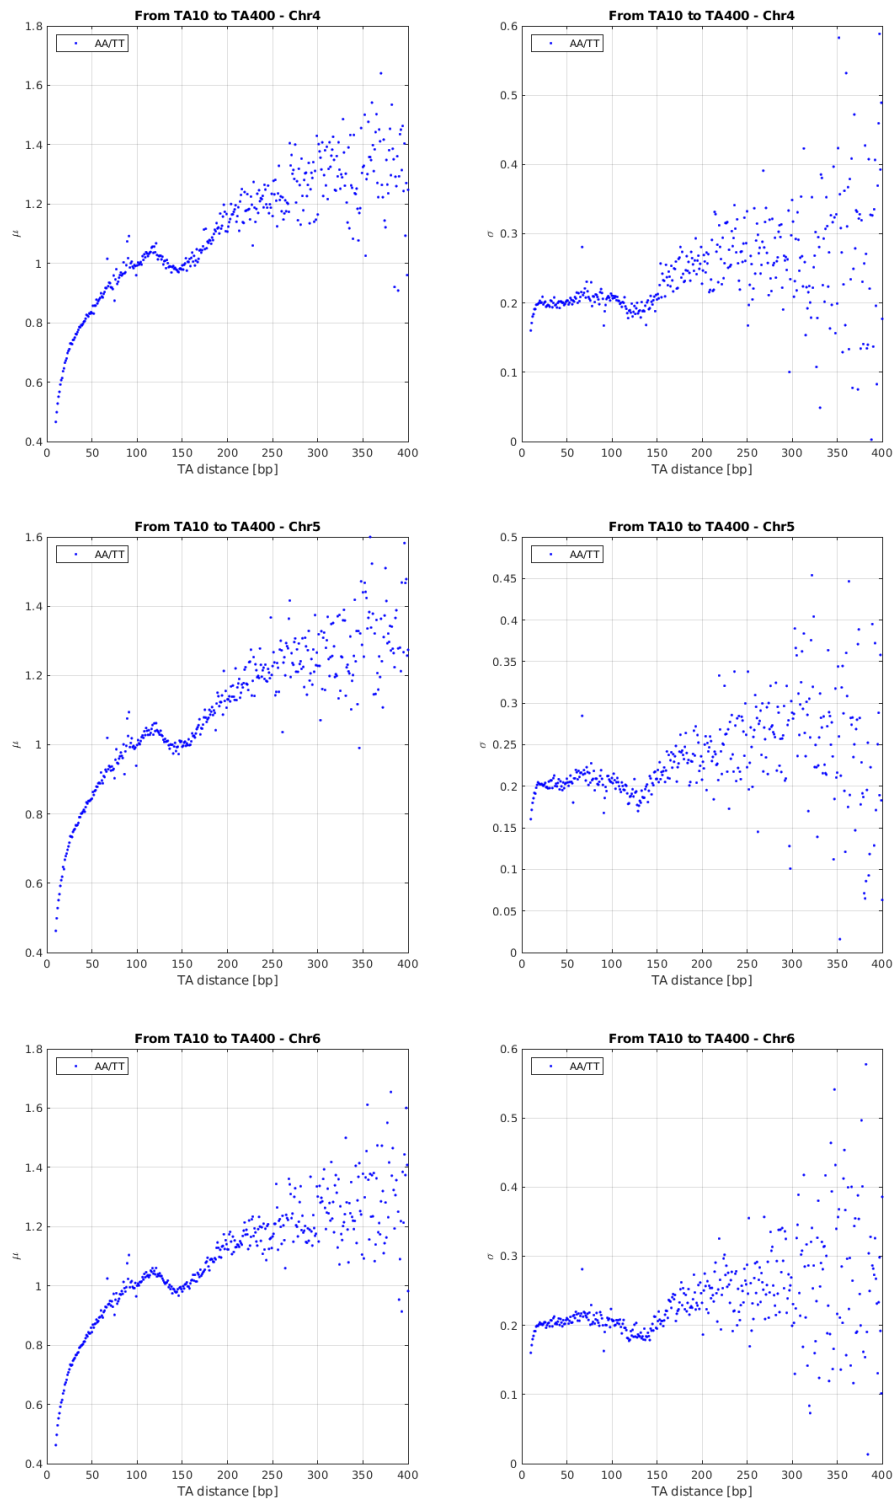 From TA10 to TA400 - Chr4
AA/TT
μ
1.8
1.6
1.4
1.2
1
0.8
0.6
0.4
0 50 100 150 200 250 300 350 400
TA distance [bp]
From TA10 to TA400 - Chr4
AA/TT
σ
0.6
0.5
0.4
0.3
0.2
0.1
0
0 50 100 150 200 250 300 350 400
TA distance [bp]
From TA10 to TA400 - Chr5
AA/TT
μ
1.6
1.4
1.2
1
0.8
0.6
0.4
0 50 100 150 200 250 300 350 400
TA distance [bp]
From TA10 to TA400 - Chr5
AA/TT
σ
0.5
0.45
0.4
0.35
0.3
0.25
0.2
0.15
0.1
0.05
0
0 50 100 150 200 250 300 350 400
TA distance [bp]
From TA10 to TA400 - Chr6
AA/TT
μ
1.8
1.6
1.4
1.2
1
0.8
0.6
0.4
0 50 100 150 200 250 300 350 400
TA distance [bp]
From TA10 to TA400 - Chr6
AA/TT
σ
0.6
0.5
0.4
0.3
0.2
0.1
0
0 50 100 150 200 250 300 350 400
TA distance [bp]